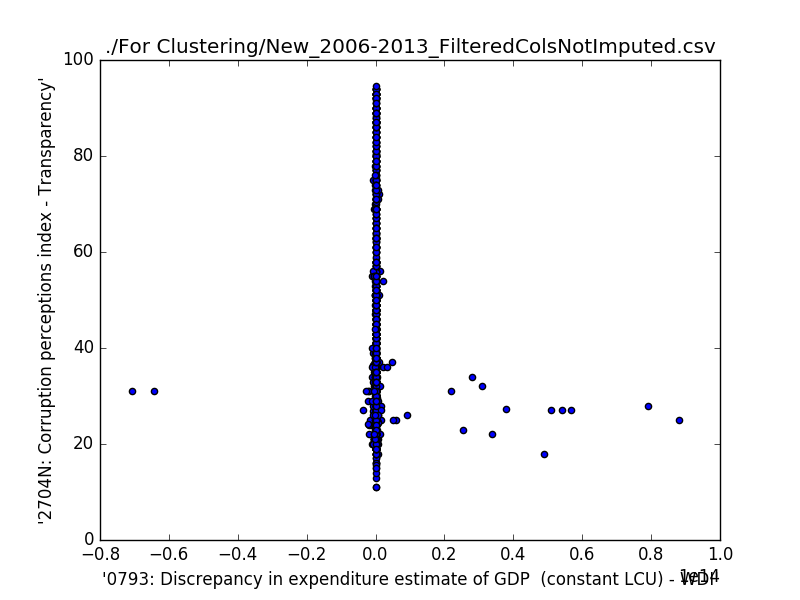 ./For Clustering/New_2006-2013_FilteredColsNotImputed.csv
100
80
60
40
20
0
'2704N: Corruption perceptions index - Transparency'
−0.8 −0.6 −0.4 −0.2 0.0 0.2 0.4 0.6 0.8 1.0
1e14
'0793: Discrepancy in expenditure estimate of GDP  (constant LCU) - WDI'